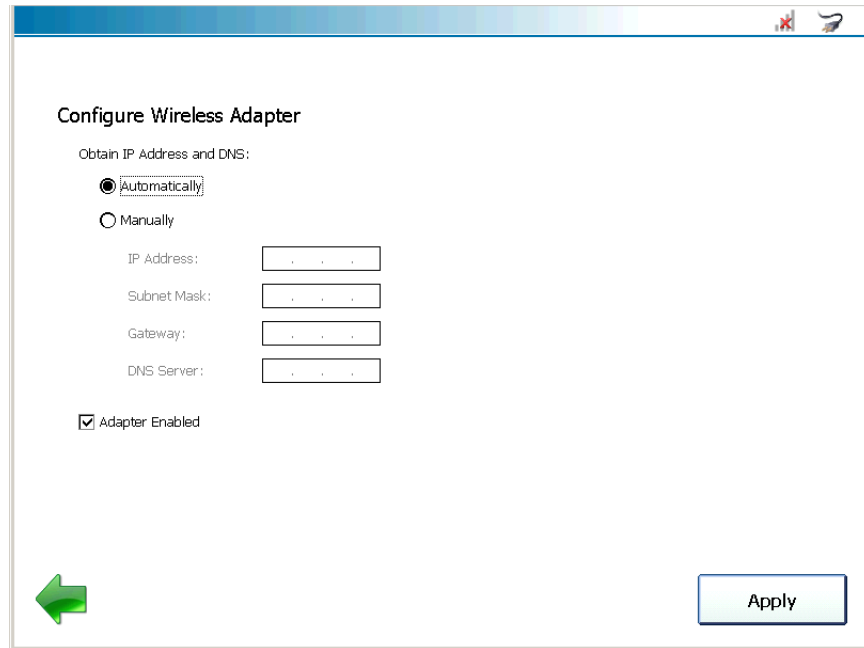 Configure Wireless Adapter
Obtain IP Address and DNS:
Automatically
Manually
IP Address: . . .
Subnet Mask: . . .
Gateway: . . .
DNS Server: . . .
Adapter Enabled
Apply